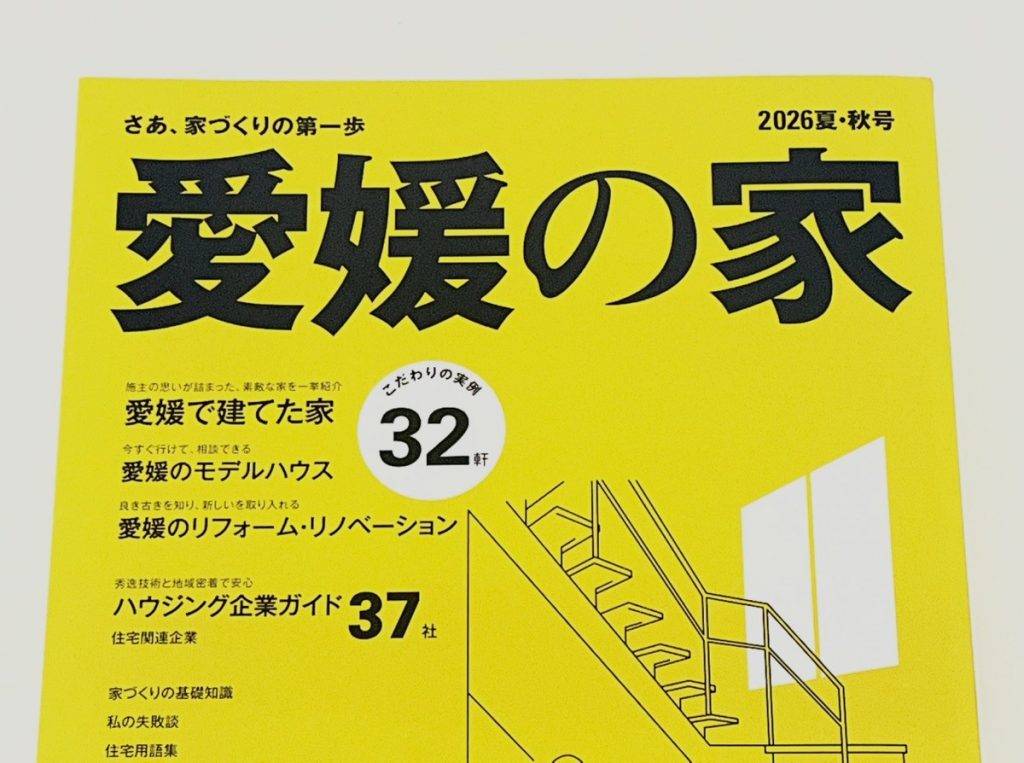 さあ、家づくりの第一歩
2026夏・秋号
愛媛の家
施主の思いが詰まった、素敵な家を一挙紹介
愛媛で建てた家
こだわりの実例
32軒
今すぐ行けて、相談できる
愛媛のモデルハウス
良き古きを知り、新しいを取り入れる
愛媛のリフォーム・リノベーション
秀逸技術と地域密着で安心
ハウジング企業ガイド37社
住宅関連企業
家づくりの基礎知識
私の失敗談
住宅用語集